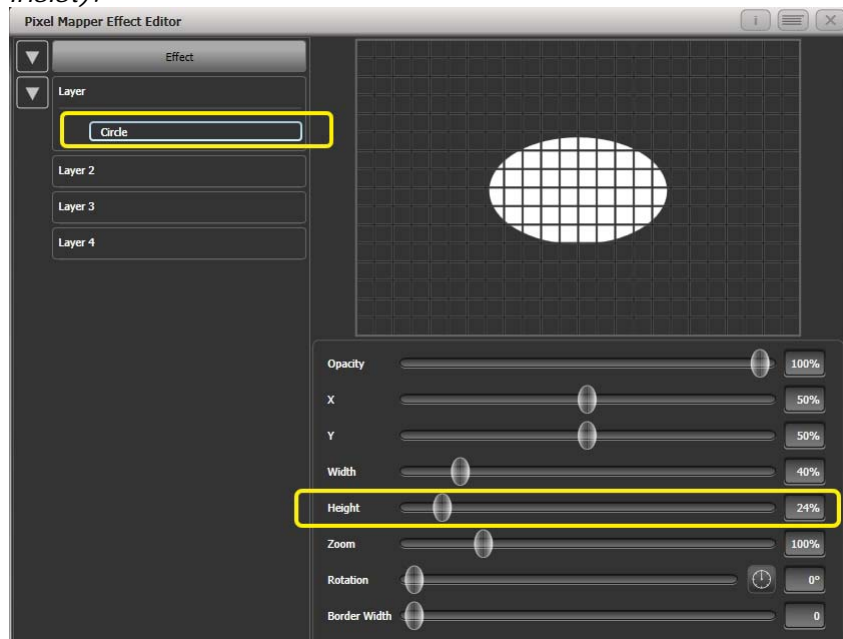 Pixel Mapper Effect Editor
i
X
Effect
Layer
Circle
Layer 2
Layer 3
Layer 4
Opacity 100%
X 50%
Y 50%
Width 40%
Height 24%
Zoom 100%
Rotation 0°
Border Width 0